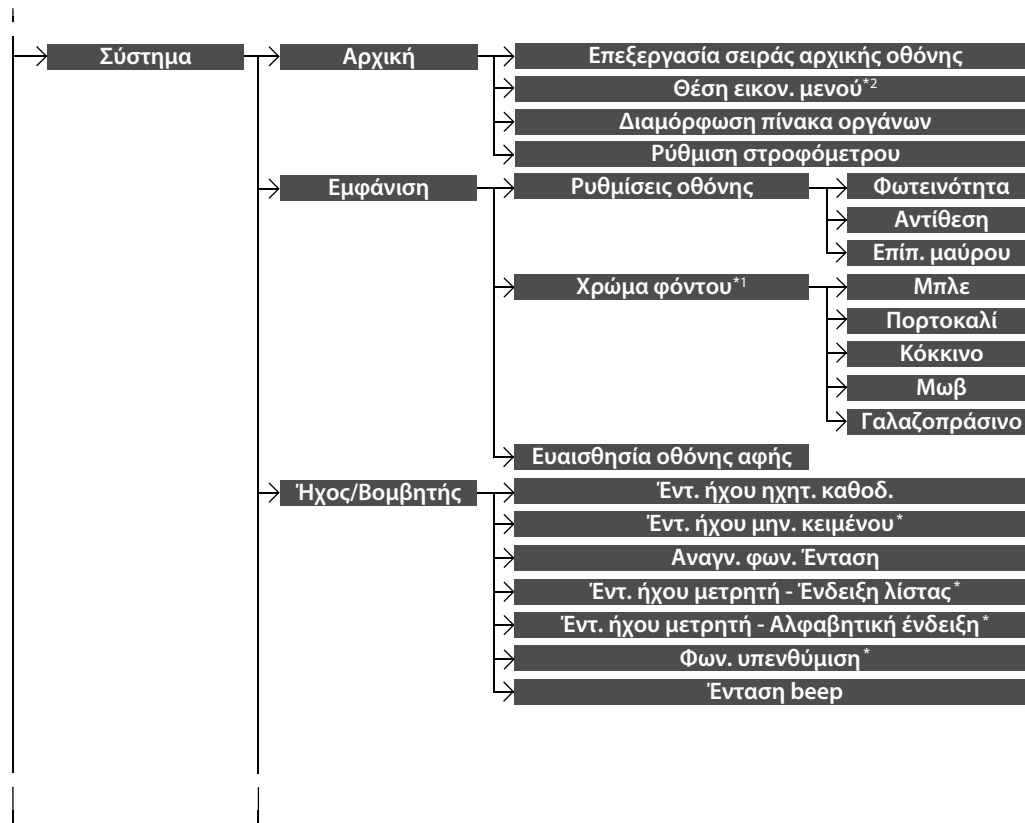 Σύστημα
Αρχική
Επεξεργασία σειράς αρχικής οθόνης
Θέση εικον. μενού*2
Διαμόρφωση πίνακα οργάνων
Ρύθμιση στροφόμετρου
Εμφάνιση
Ρυθμίσεις οθόνης
Φωτεινότητα
Αντίθεση
Επίπ. μαύρου
Χρώμα φόντου*1
Μπλε
Πορτοκαλί
Κόκκινο
Μωβ
Γαλαζοπράσινο
Ευαισθησία οθόνης αφής
Ήχος/Βομβητής
Έντ. ήχου ηχητ. καθοδ.
Έντ. ήχου μην. κειμένου*
Αναγν. φων. Ένταση
Έντ. ήχου μετρητή - Ένδειξη λίστας*
Έντ. ήχου μετρητή - Αλφαβητική ένδειξη*
Φων. υπενθύμιση*
Ένταση beep